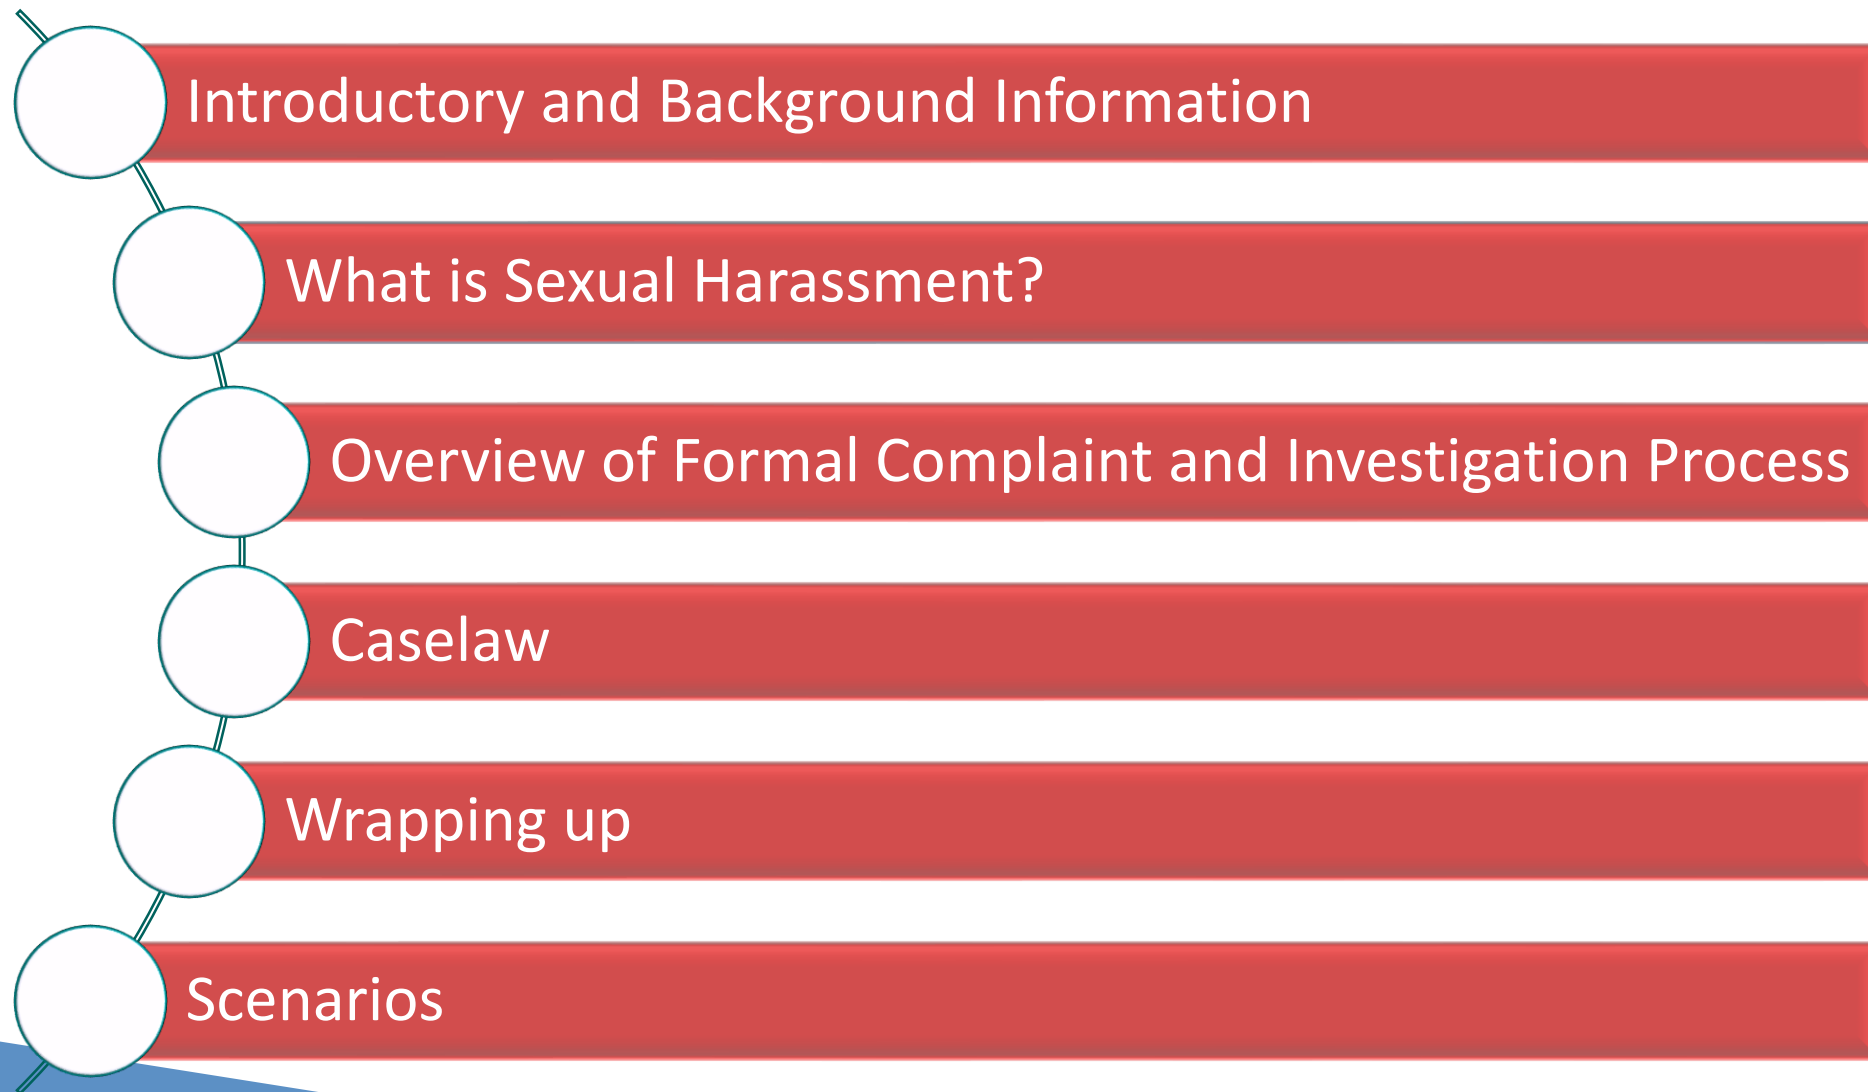 Introductory and Background Information
What is Sexual Harassment?
Overview of Formal Complaint and Investigation Process
Caselaw
Wrapping up
Scenarios